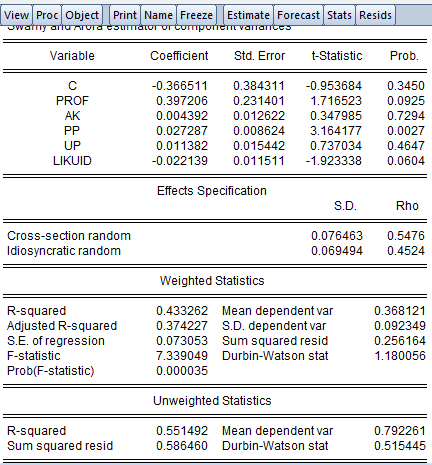 View Proc Object Print Name Freeze Estimate Forecast Stats Resids
Swamy and Arora estimator of component variances
Variable Coefficient Std. Error t-Statistic Prob.
C -0.366511 0.384311 -0.953684 0.3450
PROF 0.397206 0.231401 1.716523 0.0925
AK 0.004392 0.012622 0.347985 0.7294
PP 0.027287 0.008624 3.164177 0.0027
UP 0.011382 0.015442 0.737034 0.4647
LIKUID -0.022139 0.011511 -1.923338 0.0604
Effects Specification
S.D. Rho
Cross-section random 0.076463 0.5476
Idiosyncratic random 0.069494 0.4524
Weighted Statistics
R-squared 0.433262 Mean dependent var 0.368121
Adjusted R-squared 0.374227 S.D. dependent var 0.092349
S.E. of regression 0.073053 Sum squared resid 0.256164
F-statistic 7.339049 Durbin-Watson stat 1.180056
Prob(F-statistic) 0.000035
Unweighted Statistics
R-squared 0.551492 Mean dependent var 0.792261
Sum squared resid 0.586460 Durbin-Watson stat 0.515445